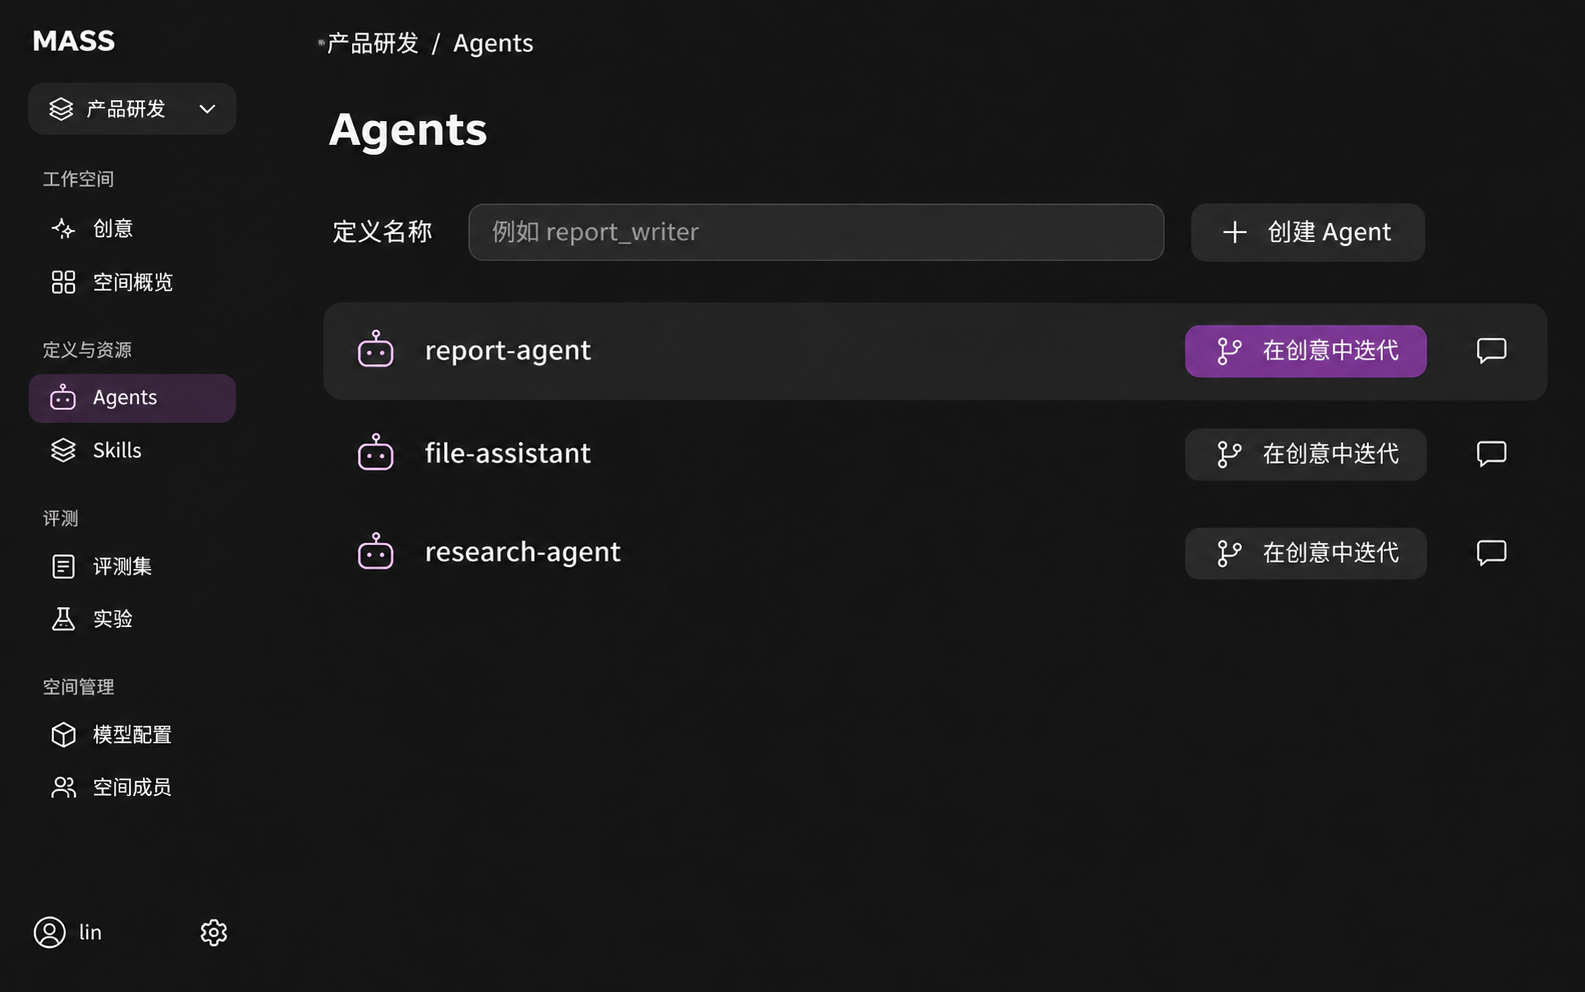 MASS
产品研发
工作空间
创意
空间概览
定义与资源
Agents
Skills
评测
评测集
实验
空间管理
模型配置
空间成员
lin
产品研发 / Agents
Agents
定义名称 例如 report_writer 创建 Agent
report-agent 在创意中迭代
file-assistant 在创意中迭代
research-agent 在创意中迭代